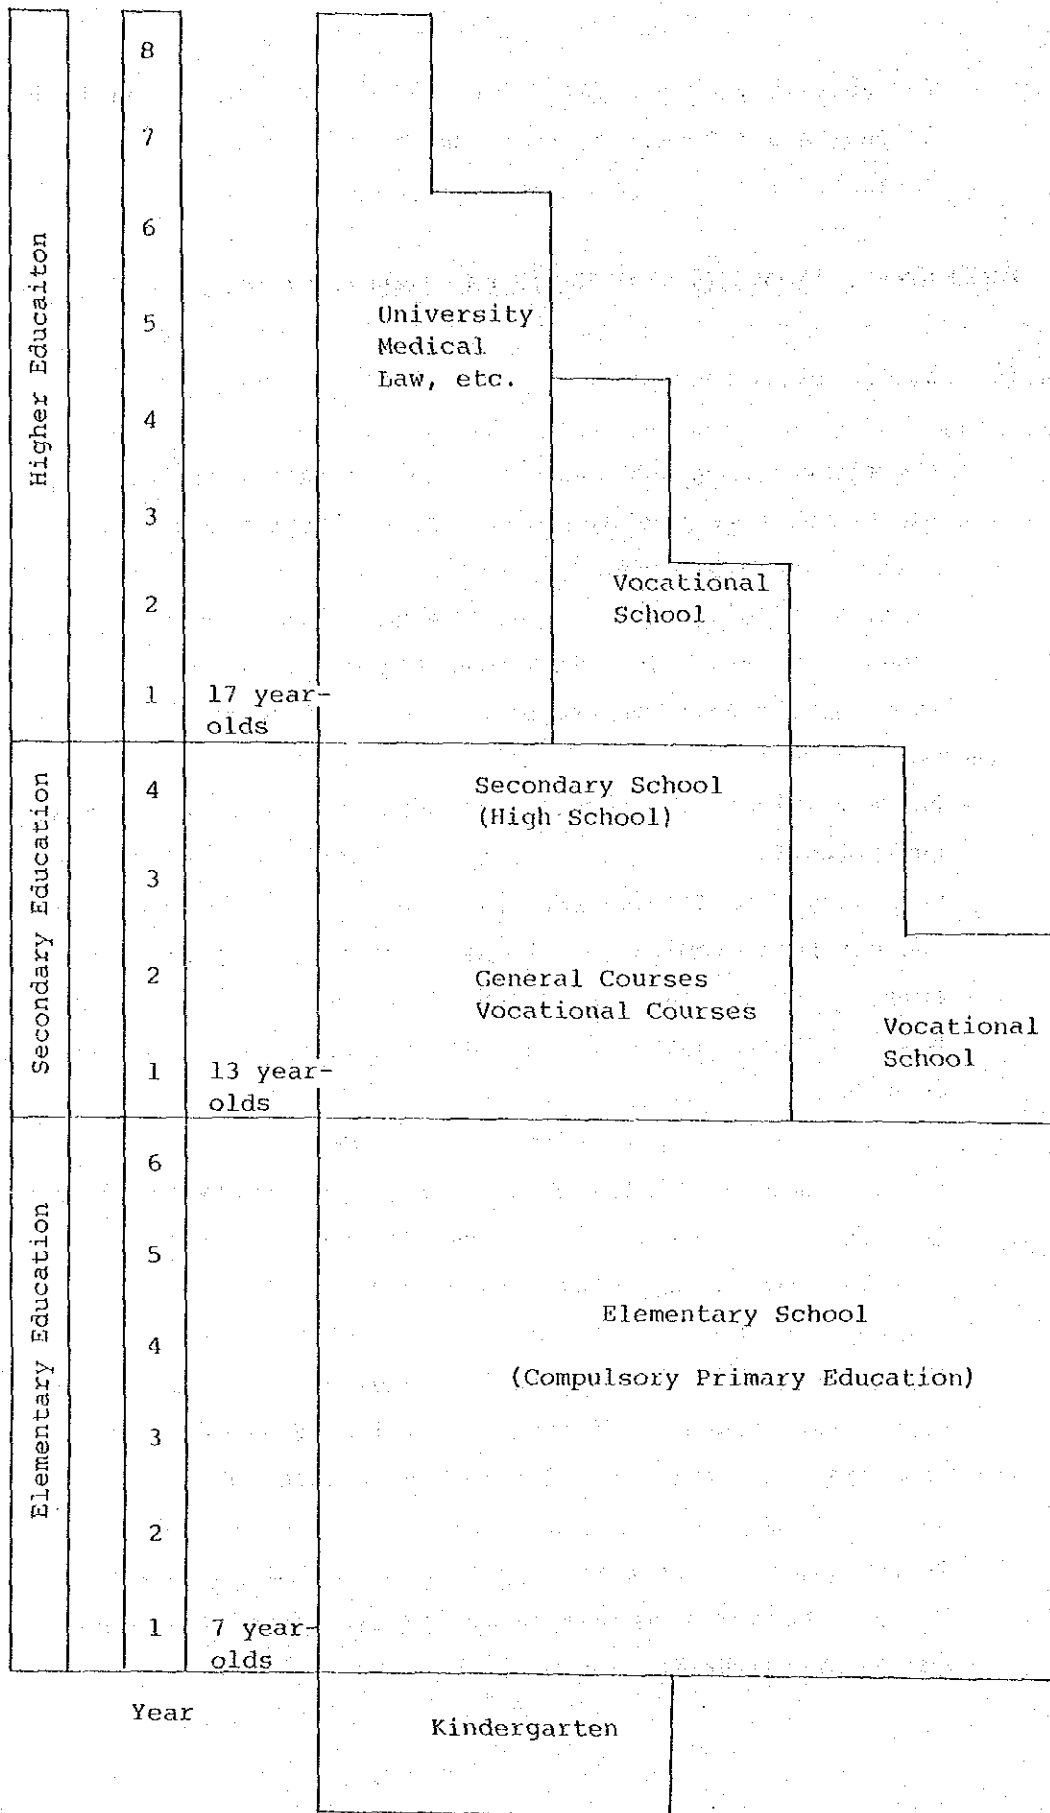 Higher Educaiton
8
7
6
5
4
3
2
1
17 year-
olds
University
Medical
Law, etc.
Vocational
School
Secondary Education
4
3
2
1
13 year-
olds
Secondary School
(High School)
General Courses
Vocational Courses
Vocational
School
Elementary Education
6
5
4
3
2
1
7 year-
olds
Elementary School
(Compulsory Primary Education)
Year
Kindergarten